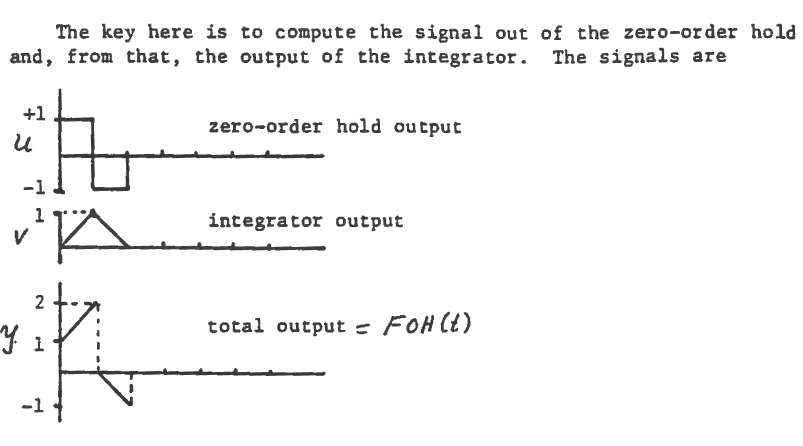 The key here is to compute the signal out of the zero-order hold
and, from that, the output of the integrator. The signals are
+1
u
zero-order hold output
-1
1
v
integrator output
2
y
1
total output = FOH(t)
-1